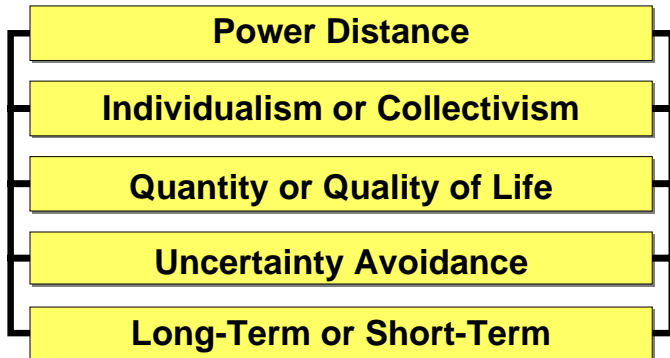 Power Distance
Individualism or Collectivism
Quantity or Quality of Life
Uncertainty Avoidance
Long-Term or Short-Term